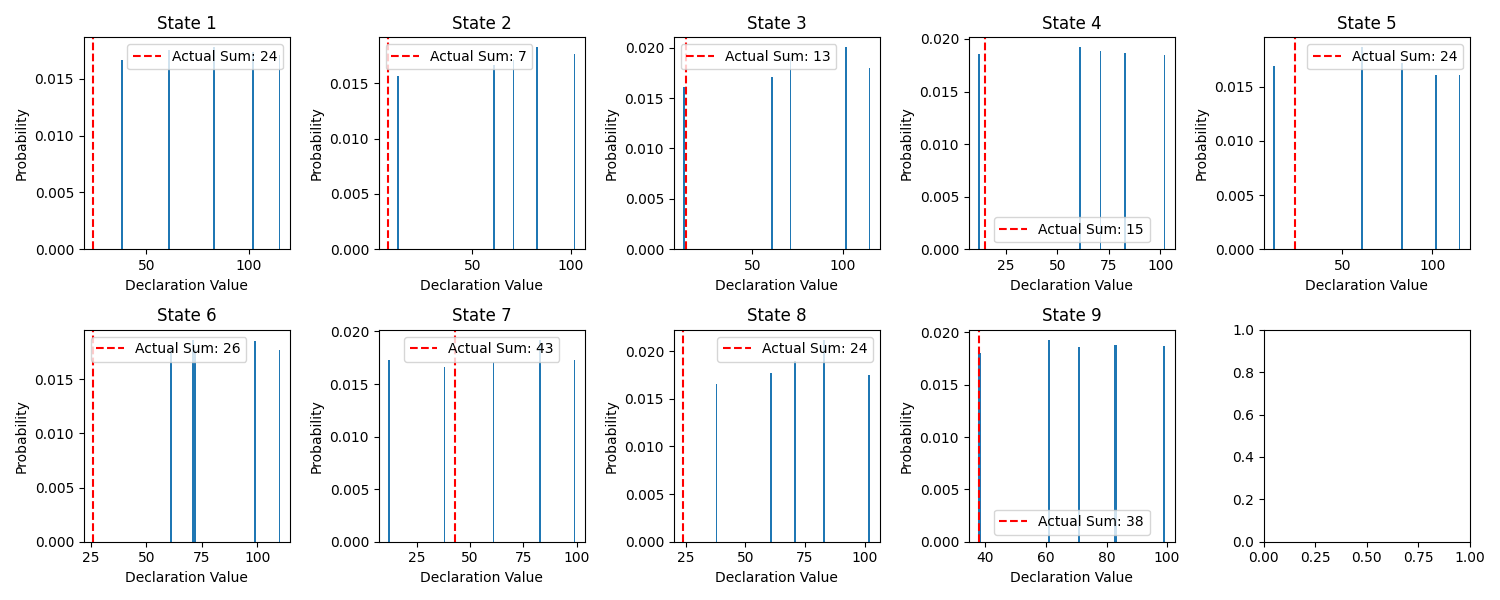 State 1
State 2
State 3
State 4
State 5
Actual Sum: 24
Actual Sum: 7
Actual Sum: 13
Actual Sum: 15
Actual Sum: 24
Probability
Probability
Probability
Probability
Probability
0.015
0.010
0.005
0.000
0.015
0.010
0.005
0.000
0.020
0.015
0.010
0.005
0.000
0.020
0.015
0.010
0.005
0.000
0.015
0.010
0.005
0.000
50 100
50 100
50 100
25 50 75 100
50 100
Declaration Value
Declaration Value
Declaration Value
Declaration Value
Declaration Value
State 6
State 7
State 8
State 9
Actual Sum: 26
Actual Sum: 43
Actual Sum: 24
Actual Sum: 38
Probability
Probability
Probability
Probability
0.015
0.010
0.005
0.000
0.020
0.015
0.010
0.005
0.000
0.020
0.015
0.010
0.005
0.000
0.020
0.015
0.010
0.005
0.000
1.0
0.8
0.6
0.4
0.2
0.0
25 50 75 100
25 50 75 100
25 50 75 100
40 60 80 100
0.00 0.25 0.50 0.75 1.00
Declaration Value
Declaration Value
Declaration Value
Declaration Value